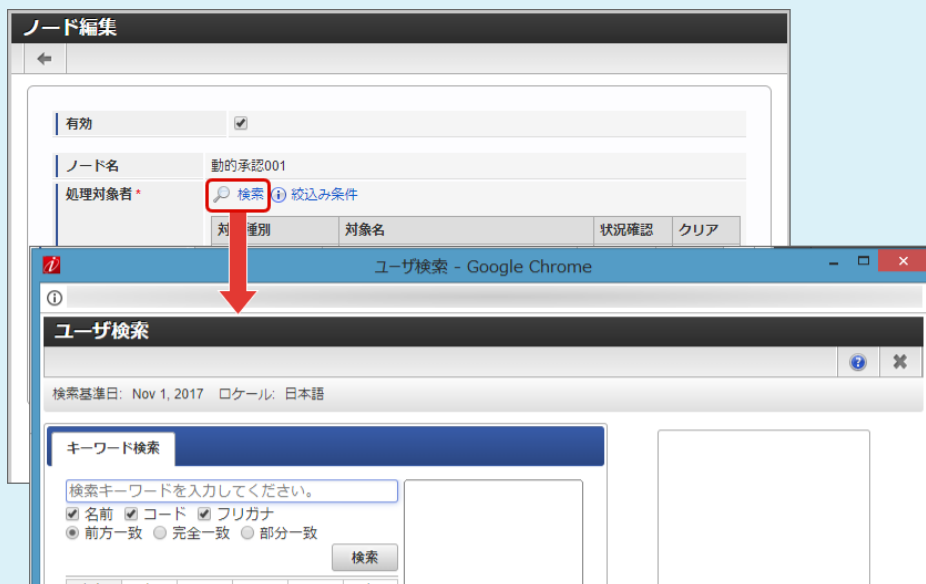 ノード編集
有効
ノード名 動的承認001
処理対象者 * 検索 絞込み条件
対 種別 対象名 状況確認 クリア
ユーザ検索 - Google Chrome
ユーザ検索
検索基準日: Nov 1, 2017 ロケール: 日本語
キーワード検索
検索キーワードを入力してください。
名前 コード フリガナ
前方一致 完全一致 部分一致
検索